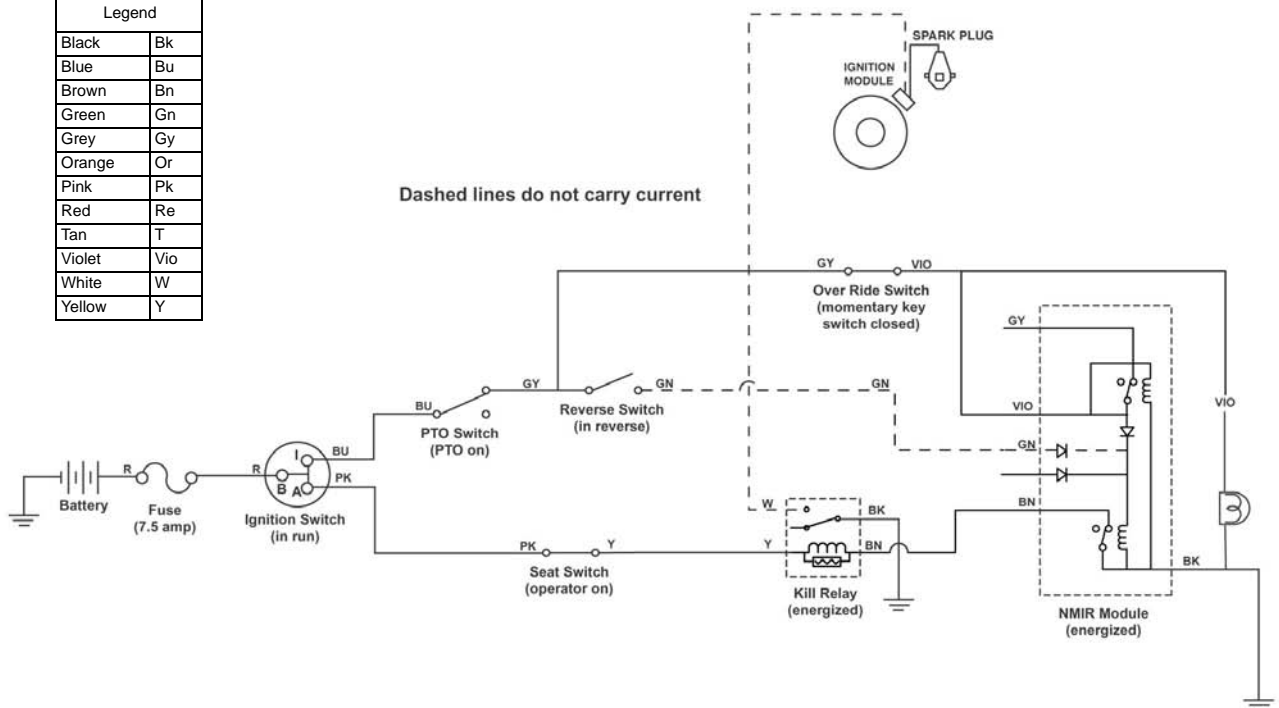 Legend
Black Bk
Blue Bu
Brown Bn
Green Gn
Grey Gy
Orange Or
Pink Pk
Red Re
Tan T
Violet Vio
White W
Yellow Y
SPARK PLUG
IGNITION
MODULE
Dashed lines do not carry current
GY VIO
Over Ride Switch
(momentary key
switch closed)
GY
GY GN GN
Reverse Switch
(in reverse)
BU
PTO Switch
(PTO on)
VIO
VIO
GN
I BU
R R
B A PK
Battery
Fuse
(7.5 amp)
Ignition Switch
(in run)
W BK
BN
PK Y Y BN
Seat Switch
(operator on)
Kill Relay
(energized)
BK
NMIR Module
(energized)